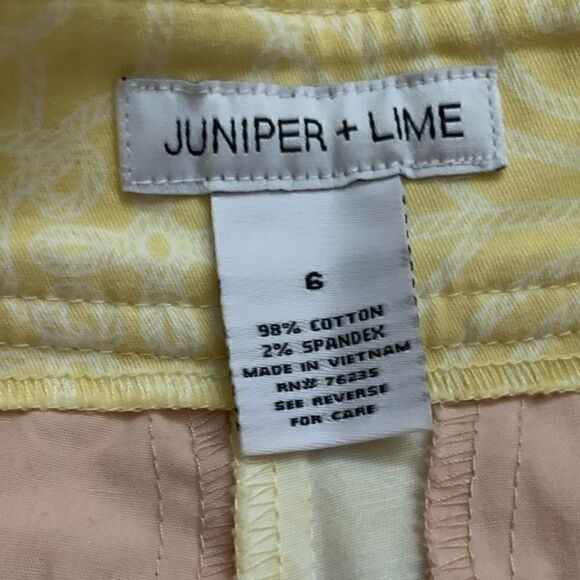 JUNIPER + LIME
6
98% COTTON
2% SPANDEX
MADE IN VIETNAM
RN# 76235
SEE REVERSE
FOR CARE